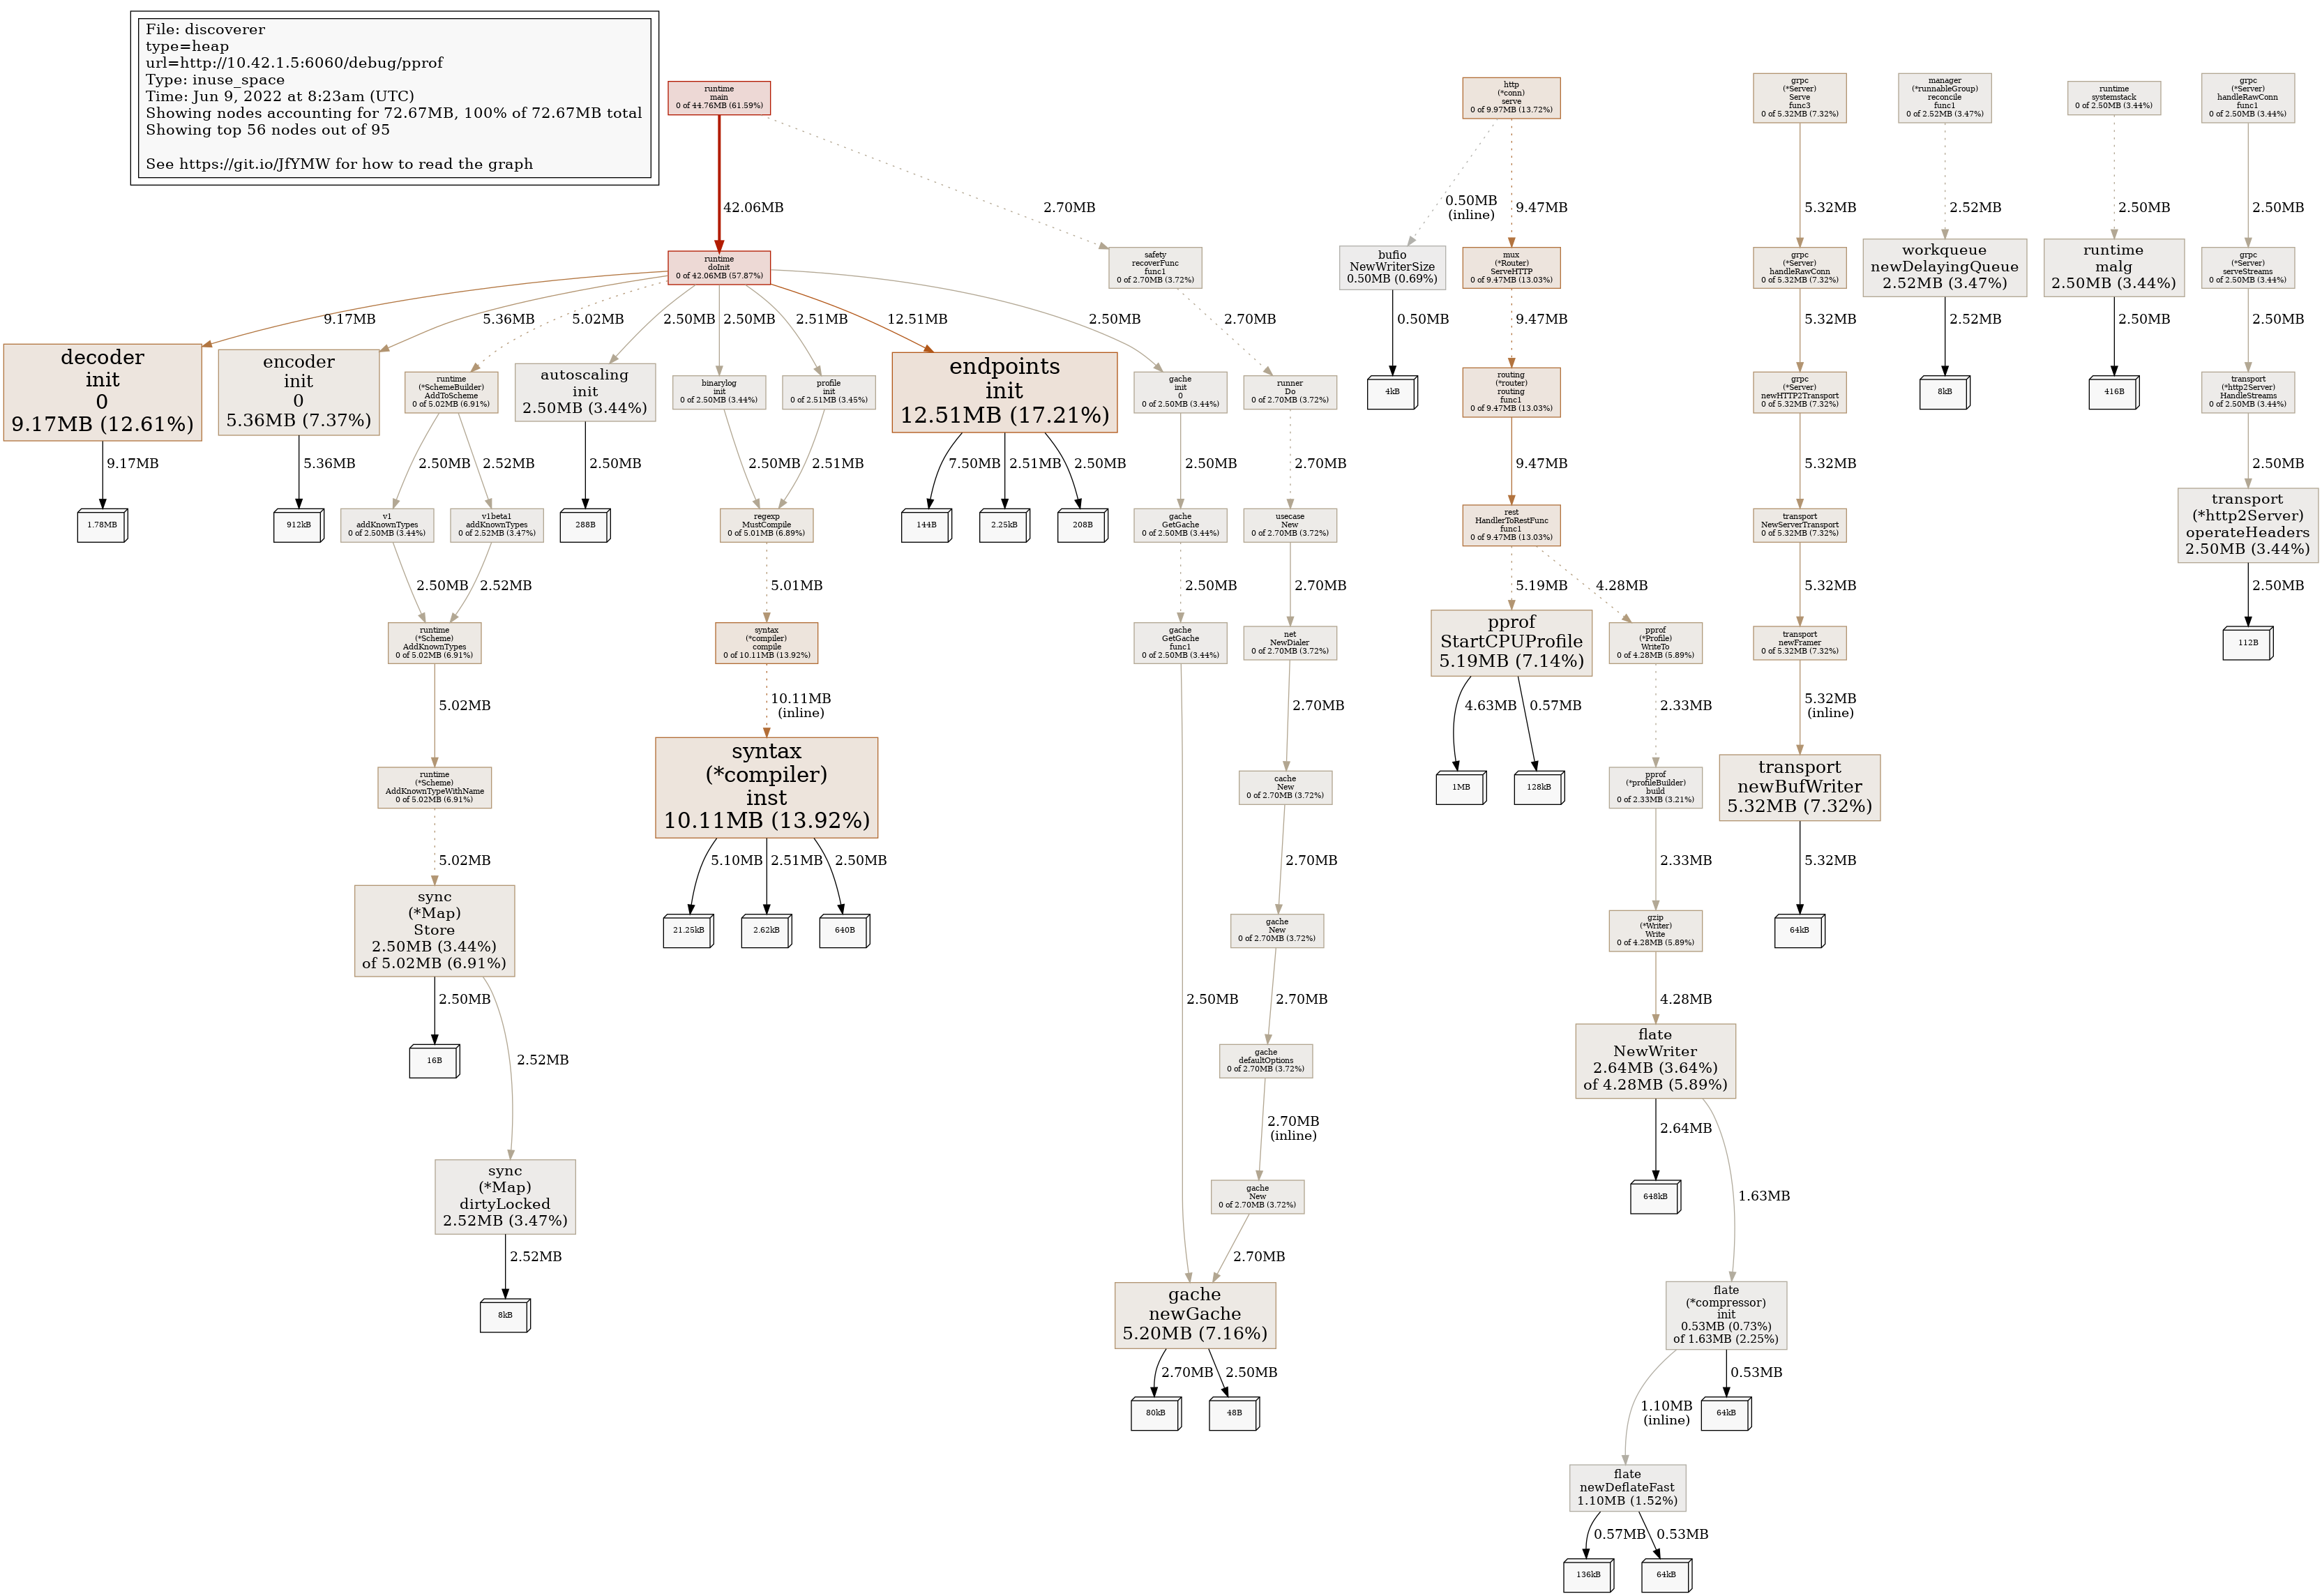 File: discoverer
type=heap
url=http://10.42.1.5:6060/debug/pprof
Type: inuse_space
Time: Jun 9, 2022 at 8:23am (UTC)
Showing nodes accounting for 72.67MB, 100% of 72.67MB total
Showing top 56 nodes out of 95
See https://git.io/JfYMW for how to read the graph
runtime
main
0 of 44.76MB (61.59%)
http
(*conn)
serve
0 of 9.97MB (13.72%)
grpc
(*Server)
Serve
func3
0 of 5.32MB (7.32%)
manager
(*runnableGroup)
reconcile
func1
0 of 2.52MB (3.47%)
runtime
systemstack
0 of 2.50MB (3.44%)
grpc
(*Server)
handleRawConn
func1
0 of 2.50MB (3.44%)
42.06MB
2.70MB
0.50MB
(inline)
9.47MB
5.32MB
2.52MB
2.50MB
2.50MB
runtime
doInit
0 of 42.06MB (57.87%)
safety
recoverFunc
func1
0 of 2.70MB (3.72%)
bufio
NewWriterSize
0.50MB (0.69%)
mux
(*Router)
ServeHTTP
0 of 9.47MB (13.03%)
grpc
(*Server)
handleRawConn
0 of 5.32MB (7.32%)
workqueue
newDelayingQueue
2.52MB (3.47%)
runtime
malg
2.50MB (3.44%)
grpc
(*Server)
serveStreams
0 of 2.50MB (3.44%)
9.17MB
5.36MB
5.02MB
2.50MB
2.50MB
2.51MB
12.51MB
2.50MB
2.70MB
0.50MB
9.47MB
5.32MB
2.52MB
2.50MB
2.50MB
decoder
init
0
9.17MB (12.61%)
encoder
init
0
5.36MB (7.37%)
runtime
(*SchemeBuilder)
AddToScheme
0 of 5.02MB (6.91%)
autoscaling
init
2.50MB (3.44%)
binarylog
init
0 of 2.50MB (3.44%)
profile
init
0 of 2.51MB (3.45%)
endpoints
init
12.51MB (17.21%)
gache
init
0
0 of 2.50MB (3.44%)
runner
Do
0 of 2.70MB (3.72%)
4kB
routing
(*router)
routing
func1
0 of 9.47MB (13.03%)
grpc
(*Server)
newHTTP2Transport
0 of 5.32MB (7.32%)
8kB
416B
transport
(*http2Server)
HandleStreams
0 of 2.50MB (3.44%)
9.17MB
5.36MB
2.50MB
2.52MB
2.50MB
2.50MB
2.51MB
7.50MB
2.51MB
2.50MB
2.50MB
2.70MB
9.47MB
5.32MB
2.50MB
1.78MB
912kB
v1
addKnownTypes
0 of 2.50MB (3.44%)
v1beta1
addKnownTypes
0 of 2.52MB (3.47%)
288B
regexp
MustCompile
0 of 5.01MB (6.89%)
144B
2.25kB
208B
gache
GetGache
0 of 2.50MB (3.44%)
usecase
New
0 of 2.70MB (3.72%)
rest
HandlerToRestFunc
func1
0 of 9.47MB (13.03%)
transport
NewServerTransport
0 of 5.32MB (7.32%)
transport
(*http2Server)
operateHeaders
2.50MB (3.44%)
2.50MB
2.52MB
5.01MB
2.50MB
2.70MB
5.19MB
4.28MB
5.32MB
2.50MB
runtime
(*Scheme)
AddKnownTypes
0 of 5.02MB (6.91%)
syntax
(*compiler)
compile
0 of 10.11MB (13.92%)
gache
GetGache
func1
0 of 2.50MB (3.44%)
net
NewDialer
0 of 2.70MB (3.72%)
pprof
StartCPUProfile
5.19MB (7.14%)
pprof
(*Profile)
WriteTo
0 of 4.28MB (5.89%)
transport
newFramer
0 of 5.32MB (7.32%)
112B
5.02MB
10.11MB
(inline)
2.70MB
4.63MB
0.57MB
2.33MB
5.32MB
(inline)
runtime
(*Scheme)
AddKnownTypeWithName
0 of 5.02MB (6.91%)
syntax
(*compiler)
inst
10.11MB (13.92%)
cache
New
0 of 2.70MB (3.72%)
1MB
128kB
pprof
(*profileBuilder)
build
0 of 2.33MB (3.21%)
transport
newBufWriter
5.32MB (7.32%)
5.02MB
5.10MB
2.51MB
2.50MB
2.70MB
2.33MB
5.32MB
sync
(*Map)
Store
2.50MB (3.44%)
of 5.02MB (6.91%)
21.25kB
2.62kB
640B
gache
New
0 of 2.70MB (3.72%)
gzip
(*Writer)
Write
0 of 4.28MB (5.89%)
64kB
2.50MB
2.50MB
2.70MB
4.28MB
16B
2.52MB
gache
defaultOptions
0 of 2.70MB (3.72%)
flate
NewWriter
2.64MB (3.64%)
of 4.28MB (5.89%)
2.70MB
(inline)
2.64MB
sync
(*Map)
dirtyLocked
2.52MB (3.47%)
gache
New
0 of 2.70MB (3.72%)
648kB
1.63MB
2.52MB
2.70MB
8kB
gache
newGache
5.20MB (7.16%)
flate
(*compressor)
init
0.53MB (0.73%)
of 1.63MB (2.25%)
2.70MB
2.50MB
0.53MB
80kB
48B
1.10MB
(inline)
64kB
flate
newDeflateFast
1.10MB (1.52%)
0.57MB
0.53MB
136kB
64kB